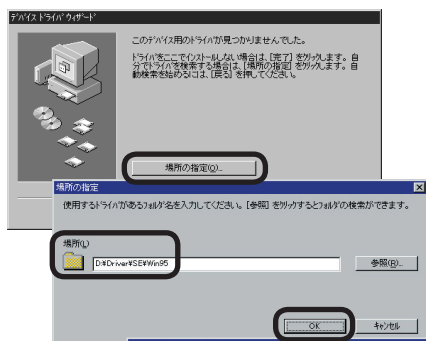 ﾃﾞﾊﾞｲｽ ﾄﾞﾗｲﾊﾞ ｳｨｻﾞｰﾄﾞ
このﾃﾞﾊﾞｲｽ用のﾄﾞﾗｲﾊﾞが見つかりませんでした。
ﾄﾞﾗｲﾊﾞをここでｲﾝｽﾄｰﾙしない場合は、[完了] をｸﾘｯｸします。自
分でﾄﾞﾗｲﾊﾞを検索する場合は、[場所の指定] をｸﾘｯｸします。自
動検索を始めるには、[戻る] を押してください。
場所の指定(O)...
場所の指定
使用するﾄﾞﾗｲﾊﾞがあるﾌｫﾙﾀﾞ名を入力してください。[参照] をｸﾘｯｸするとﾌｫﾙﾀﾞの検索ができます。
場所(L)
D:¥Driver¥SE¥Win95
参照(R)...
OK
ｷｬﾝｾﾙ